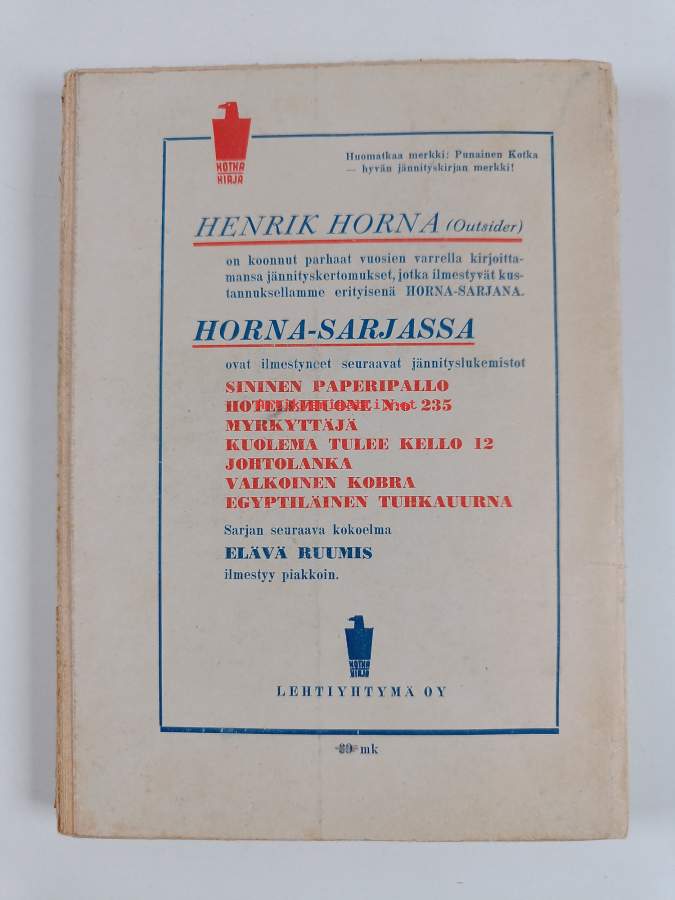 KOTKA
KIRJA
Huomatkaa merkki: Punainen Kotka
— hyvän jännityskirjan merkki!
HENRIK HORNA (Outsider)
on koonnut parhaat vuosien varrella kirjoitta-
mansa jännityskertomukset, jotka ilmestyvät kus-
tannuksellamme erityisenä HORNA-SARJANA.
HORNA-SARJASSA
ovat ilmestyneet seuraavat jännityslukemistot
SININEN PAPERIPALLO
HOTELLIHUONE N:o 235
MYRKYTTÄJÄ
KUOLEMA TULEE KELLO 12
JOHTOLANKA
VALKOINEN KOBRA
EGYPTILÄINEN TUHKAUURNA
Sarjan seuraava kokoelma
ELÄVÄ RUUMIS
ilmestyy piakkoin.
KOTKA
KIRJA
LEHTIYHTYMÄ OY
80 mk